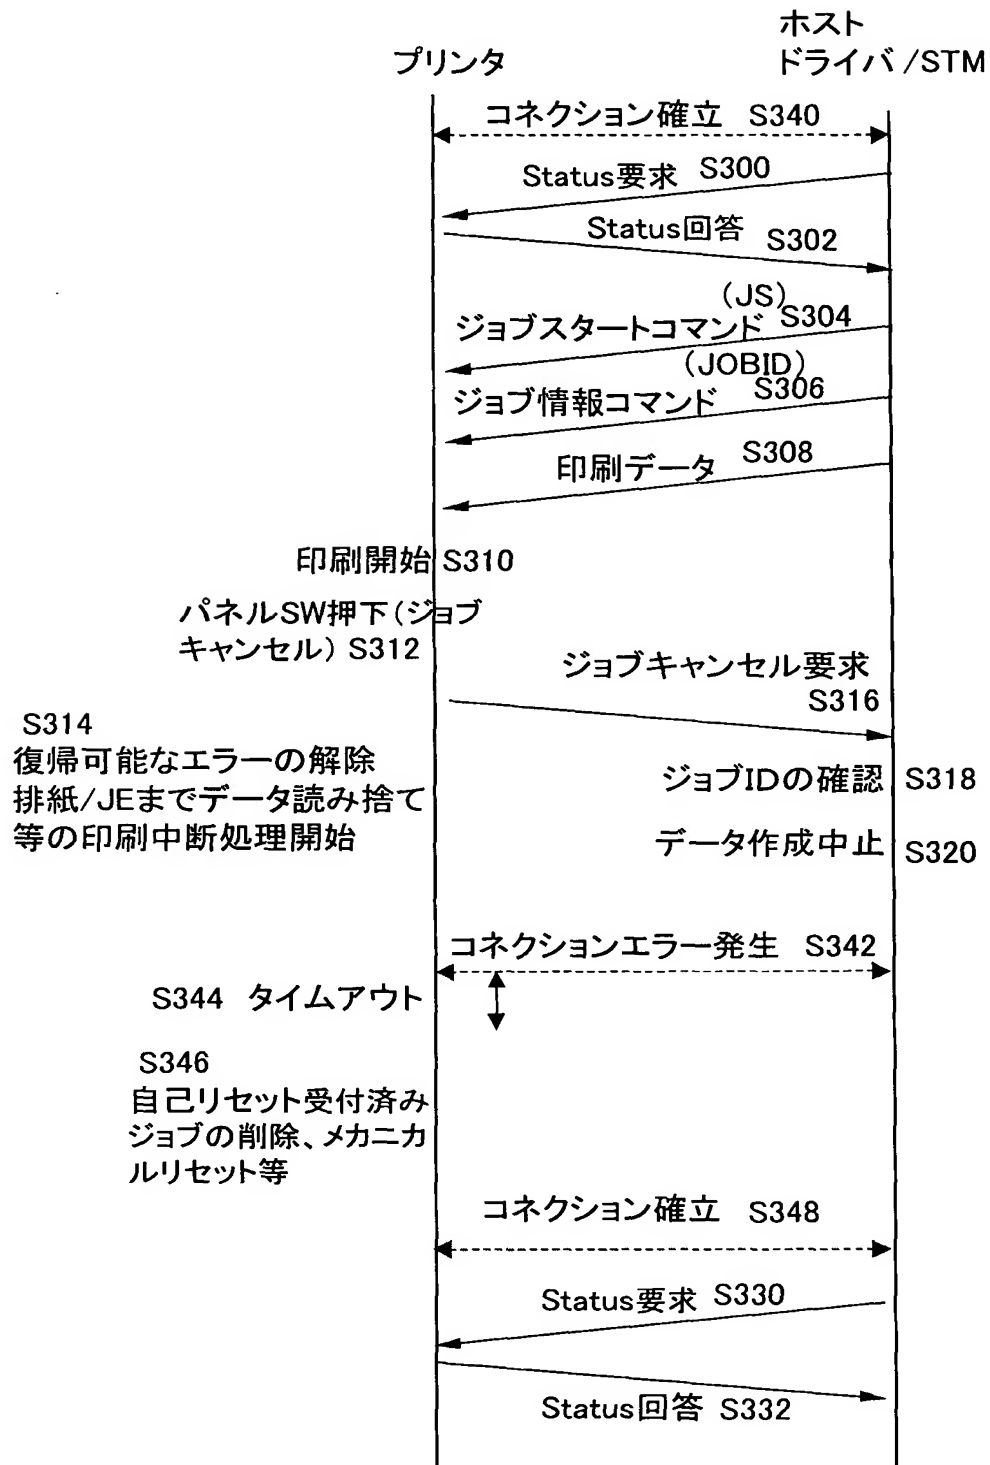 ホスト
プリンタ
ドライバ/STM
コネクション確立 S340
Status要求 S300
Status回答 S302
(JS)
ジョブスタートコマンド S304
(JOBID)
ジョブ情報コマンド S306
印刷データ S308
印刷開始 S310
パネルSW押下(ジョブ
キャンセル) S312
ジョブキャンセル要求
S316
S314
復帰可能なエラーの解除
排紙/JEまでデータ読み捨て
等の印刷中断処理開始
ジョブIDの確認 S318
データ作成中止 S320
コネクションエラー発生 S342
S344 タイムアウト
S346
自己リセット受付済み
ジョブの削除、メカニカ
ルリセット等
コネクション確立 S348
Status要求 S330
Status回答 S332